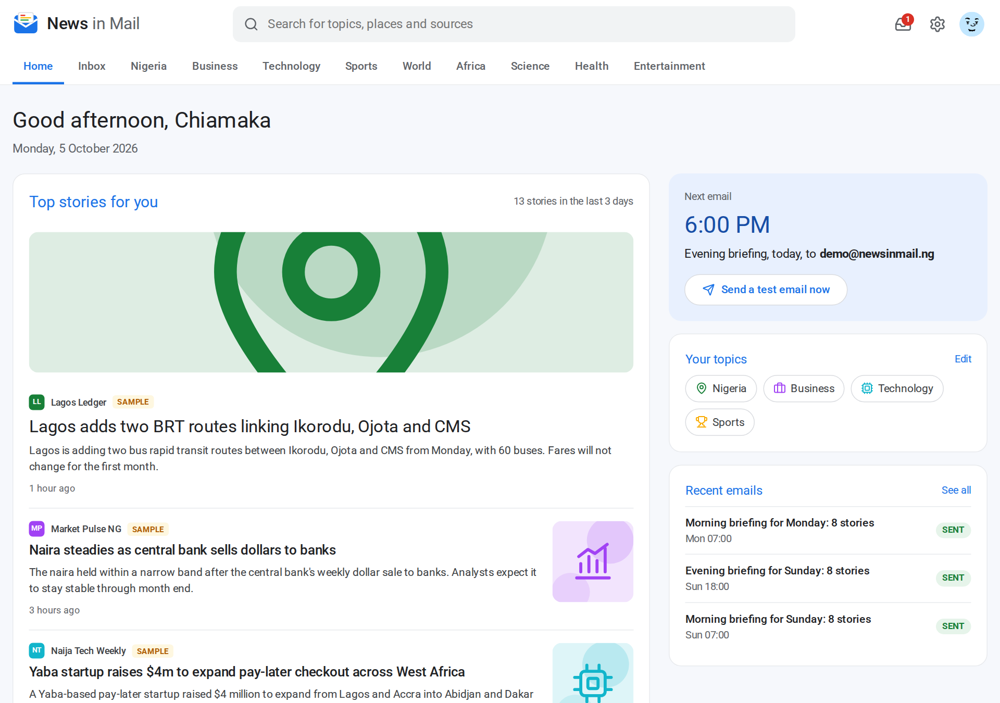 News in Mail
Search for topics, places and sources
1
Home
Inbox
Nigeria
Business
Technology
Sports
World
Africa
Science
Health
Entertainment
Good afternoon, Chiamaka
Monday, 5 October 2026
Top stories for you
13 stories in the last 3 days
LL
Lagos Ledger
SAMPLE
Lagos adds two BRT routes linking Ikorodu, Ojota and CMS
Lagos is adding two bus rapid transit routes between Ikorodu, Ojota and CMS from Monday, with 60 buses. Fares will not
change for the first month.
1 hour ago
MP
Market Pulse NG
SAMPLE
Naira steadies as central bank sells dollars to banks
The naira held within a narrow band after the central bank's weekly dollar sale to banks. Analysts expect it
to stay stable through month end.
3 hours ago
NT
Naija Tech Weekly
SAMPLE
Yaba startup raises $4m to expand pay-later checkout across West Africa
A Yaba-based pay-later startup raised $4 million to expand from Lagos and Accra into Abidjan and Dakar
Next email
6:00 PM
Evening briefing, today, to demo@newsinmail.ng
Send a test email now
Your topics
Edit
Nigeria
Business
Technology
Sports
Recent emails
See all
Morning briefing for Monday: 8 stories
Mon 07:00
SENT
Evening briefing for Sunday: 8 stories
Sun 18:00
SENT
Morning briefing for Sunday: 8 stories
Sun 07:00
SENT